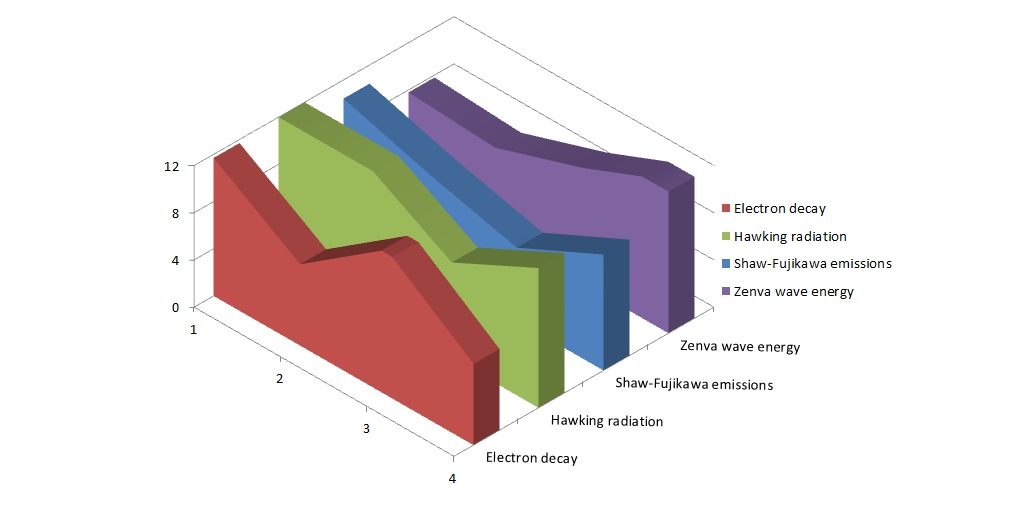 12
8
4
0
1
2
3
4
Electron decay
Hawking radiation
Shaw-Fujikawa emissions
Zenva wave energy
Electron decay
Hawking radiation
Shaw-Fujikawa emissions
Zenva wave energy